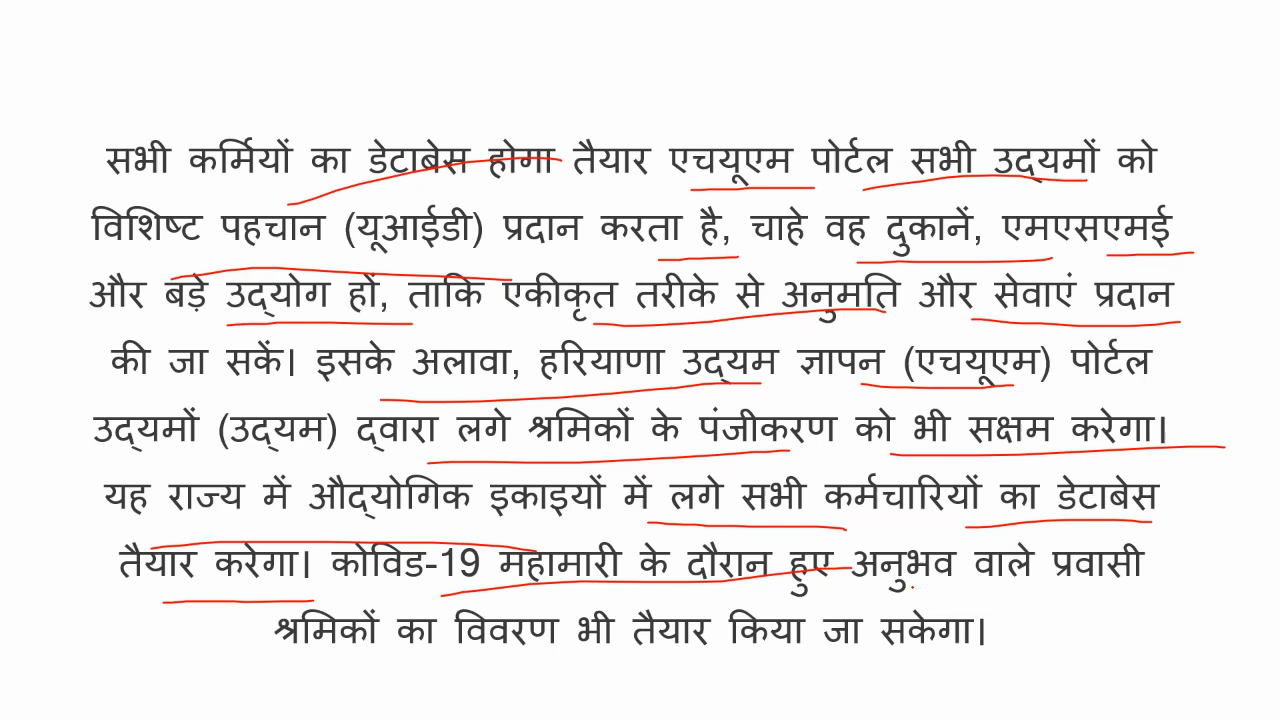 सभी कर्मियों का डेटाबेस होगा तैयार एचयूएम पोर्टल सभी उद्यमों को
विशिष्ट पहचान (यूआईडी) प्रदान करता है, चाहे वह दुकानें, एमएसएमई
और बड़े उद्योग हों, ताकि एकीकृत तरीके से अनुमति और सेवाएं प्रदान
की जा सकें। इसके अलावा, हरियाणा उद्यम ज्ञापन (एचयूएम) पोर्टल
उद्यमों (उद्यम) द्वारा लगे श्रमिकों के पंजीकरण को भी सक्षम करेगा।
यह राज्य में औद्योगिक इकाइयों में लगे सभी कर्मचारियों का डेटाबेस
तैयार करेगा। कोविड-19 महामारी के दौरान हुए अनुभव वाले प्रवासी
श्रमिकों का विवरण भी तैयार किया जा सकेगा।